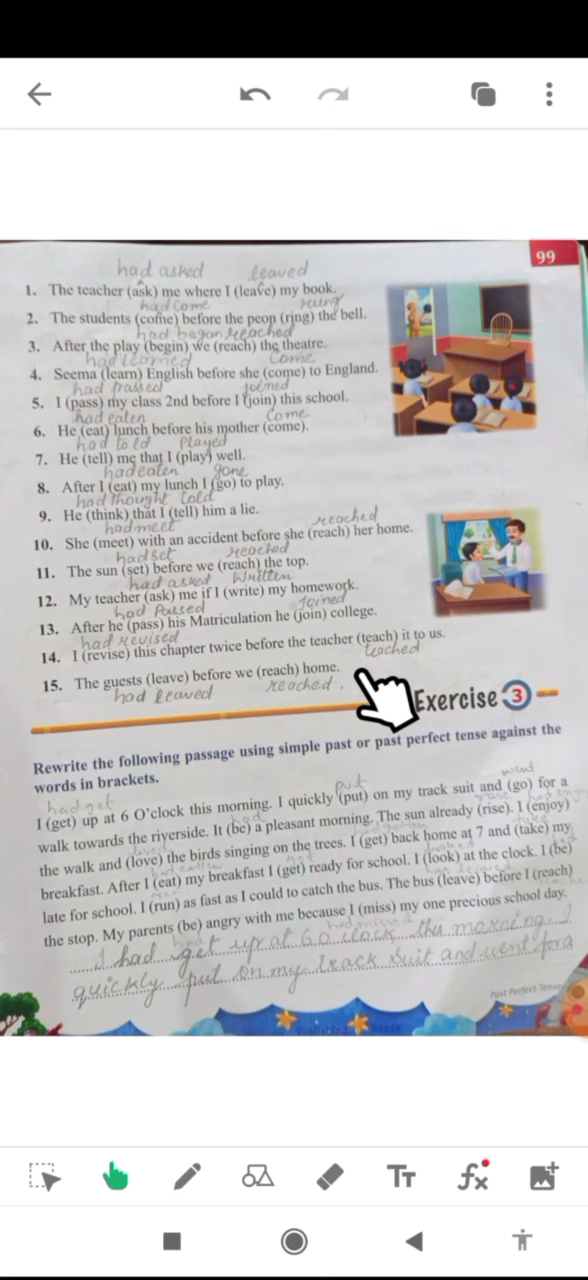 99
had asked leaved
1. The teacher (ask) me where I (leave) my book.
had come rung
2. The students (come) before the peon (ring) the bell.
had began reached
3. After the play (begin) we (reach) the theatre.
had learned Come
4. Seema (learn) English before she (come) to England.
had passed joined
5. I (pass) my class 2nd before I (join) this school.
had eaten Come
6. He (eat) lunch before his mother (come).
had told Played
7. He (tell) me that I (play) well.
had eaten gone
8. After I (eat) my lunch I (go) to play.
had thought told
9. He (think) that I (tell) him a lie.
had meet reached
10. She (meet) with an accident before she (reach) her home.
had set reached
11. The sun (set) before we (reach) the top.
had asked Written
12. My teacher (ask) me if I (write) my homework.
had Passed Joined
13. After he (pass) his Matriculation he (join) college.
had revised
14. I (revise) this chapter twice before the teacher (teach) it to us.
teached
15. The guests (leave) before we (reach) home.
had leaved reached.
Exercise 3
Rewrite the following passage using simple past or past perfect tense against the
words in brackets.
had get put went
I (get) up at 6 O'clock this morning. I quickly (put) on my track suit and (go) for a
had rose
walk towards the riverside. It (be) a pleasant morning. The sun already (rise). I (enjoy)
loved take
the walk and (love) the birds singing on the trees. I (get) back home at 7 and (take) my
had eaten got looked
breakfast. After I (eat) my breakfast I (get) ready for school. I (look) at the clock. I (be)
late for school. I (run) as fast as I could to catch the bus. The bus (leave) before I (reach)
had missed
the stop. My parents (be) angry with me because I (miss) my one precious school day.
I had get up at 6 O clock this morning. I
quickly put on my track suit and went for a
Past Perfect Tense
Tт
fx